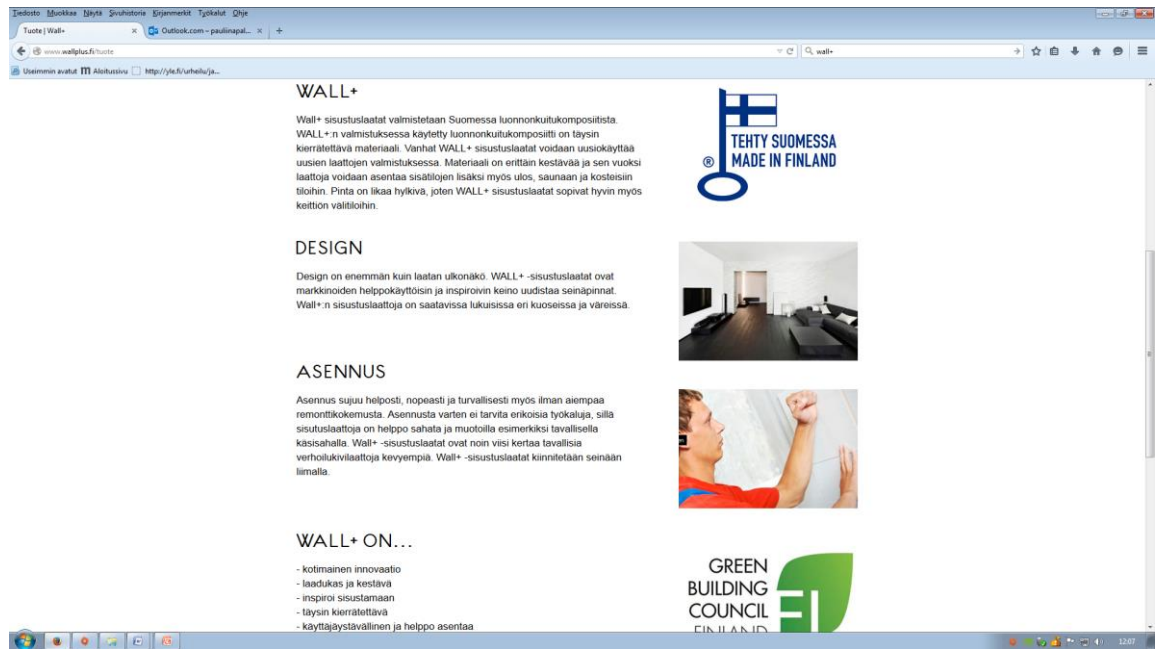 Tiedosto Muokkaa Näytä Sivuhistoria Kirjanmerkit Työkalut Ohje
Tuote | Wall+ × Outlook.com – pauliinapal... × +
www.wallplus.fi/tuote
wall+
Useimmin avatut Aloitussivu http://yle.fi/urheilu/ja...
WALL+
Wall+ sisustuslaatat valmistetaan Suomessa luonnonkuitukomposiitista.
WALL+:n valmistuksessa käytetty luonnonkuitukomposiitti on täysin
kierrätettävä materiaali. Vanhat WALL+ sisustuslaatat voidaan uusiokäyttää
uusien laattojen valmistuksessa. Materiaali on erittäin kestävää ja sen vuoksi
laattoja voidaan asentaa sisätilojen lisäksi myös ulos, saunaan ja kosteisiin
tiloihin. Pinta on likaa hylkivä, joten WALL+ sisustuslaatat sopivat hyvin myös
keittiön välitiloihin.
TEHTY SUOMESSA
® MADE IN FINLAND
DESIGN
Design on enemmän kuin laatan ulkonäkö. WALL+ -sisustuslaatat ovat
markkinoiden helppokäyttöisin ja inspiroivin keino uudistaa seinäpinnat.
Wall+:n sisustuslaattoja on saatavissa lukuisissa eri kuoseissa ja väreissä.
ASENNUS
Asennus sujuu helposti, nopeasti ja turvallisesti myös ilman aiempaa
remonttikokemusta. Asennusta varten ei tarvita erikoisia työkaluja, sillä
sisutuslaattoja on helppo sahata ja muotoilla esimerkiksi tavallisella
käsisahalla. Wall+ -sisustuslaatat ovat noin viisi kertaa tavallisia
verhoilukivilaattoja kevyempiä. Wall+ -sisustuslaatat kiinnitetään seinään
liimalla.
WALL+ ON...
- kotimainen innovaatio
- laadukas ja kestävä
- inspiroi sisustamaan
- täysin kierrätettävä
- käyttäjäystävällinen ja helppo asentaa
GREEN
BUILDING
COUNCIL
FINLAND
FI
12:07